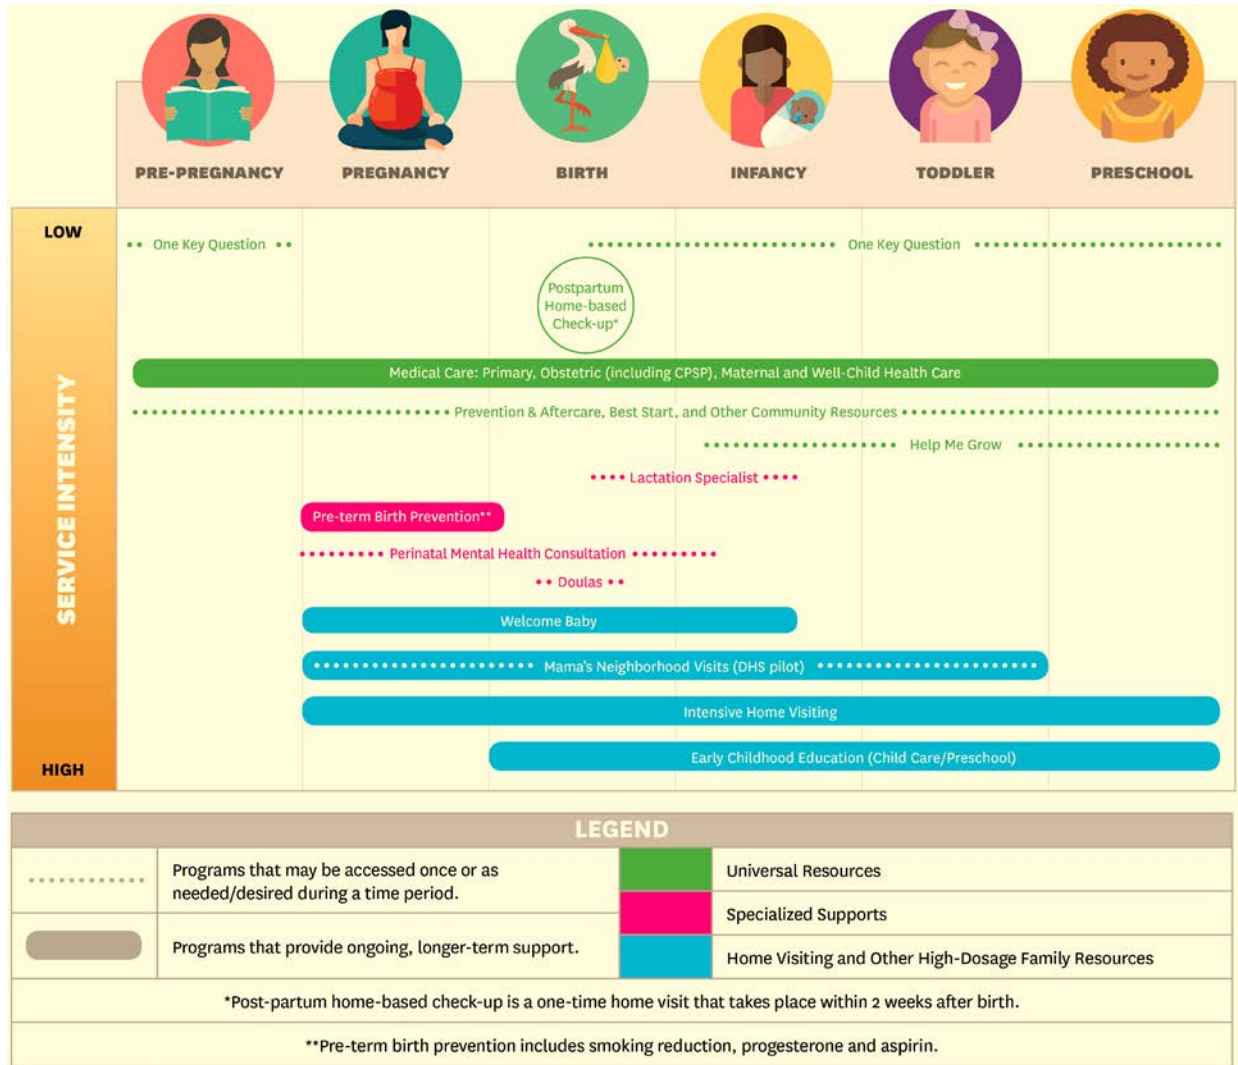 PRE-PREGNANCY
PREGNANCY
BIRTH
INFANCY
TODDLER
PRESCHOOL
LOW
SERVICE INTENSITY
HIGH
One Key Question
One Key Question
Postpartum
Home-based
Check-up*
Medical Care: Primary, Obstetric (including CPSP), Maternal and Well-Child Health Care
Prevention & Aftercare, Best Start, and Other Community Resources
Help Me Grow
Lactation Specialist
Pre-term Birth Prevention**
Perinatal Mental Health Consultation
Doulas
Welcome Baby
Mama's Neighborhood Visits (DHS pilot)
Intensive Home Visiting
Early Childhood Education (Child Care/Preschool)
LEGEND
Programs that may be accessed once or as
needed/desired during a time period.
Programs that provide ongoing, longer-term support.
Universal Resources
Specialized Supports
Home Visiting and Other High-Dosage Family Resources
*Post-partum home-based check-up is a one-time home visit that takes place within 2 weeks after birth.
**Pre-term birth prevention includes smoking reduction, progesterone and aspirin.